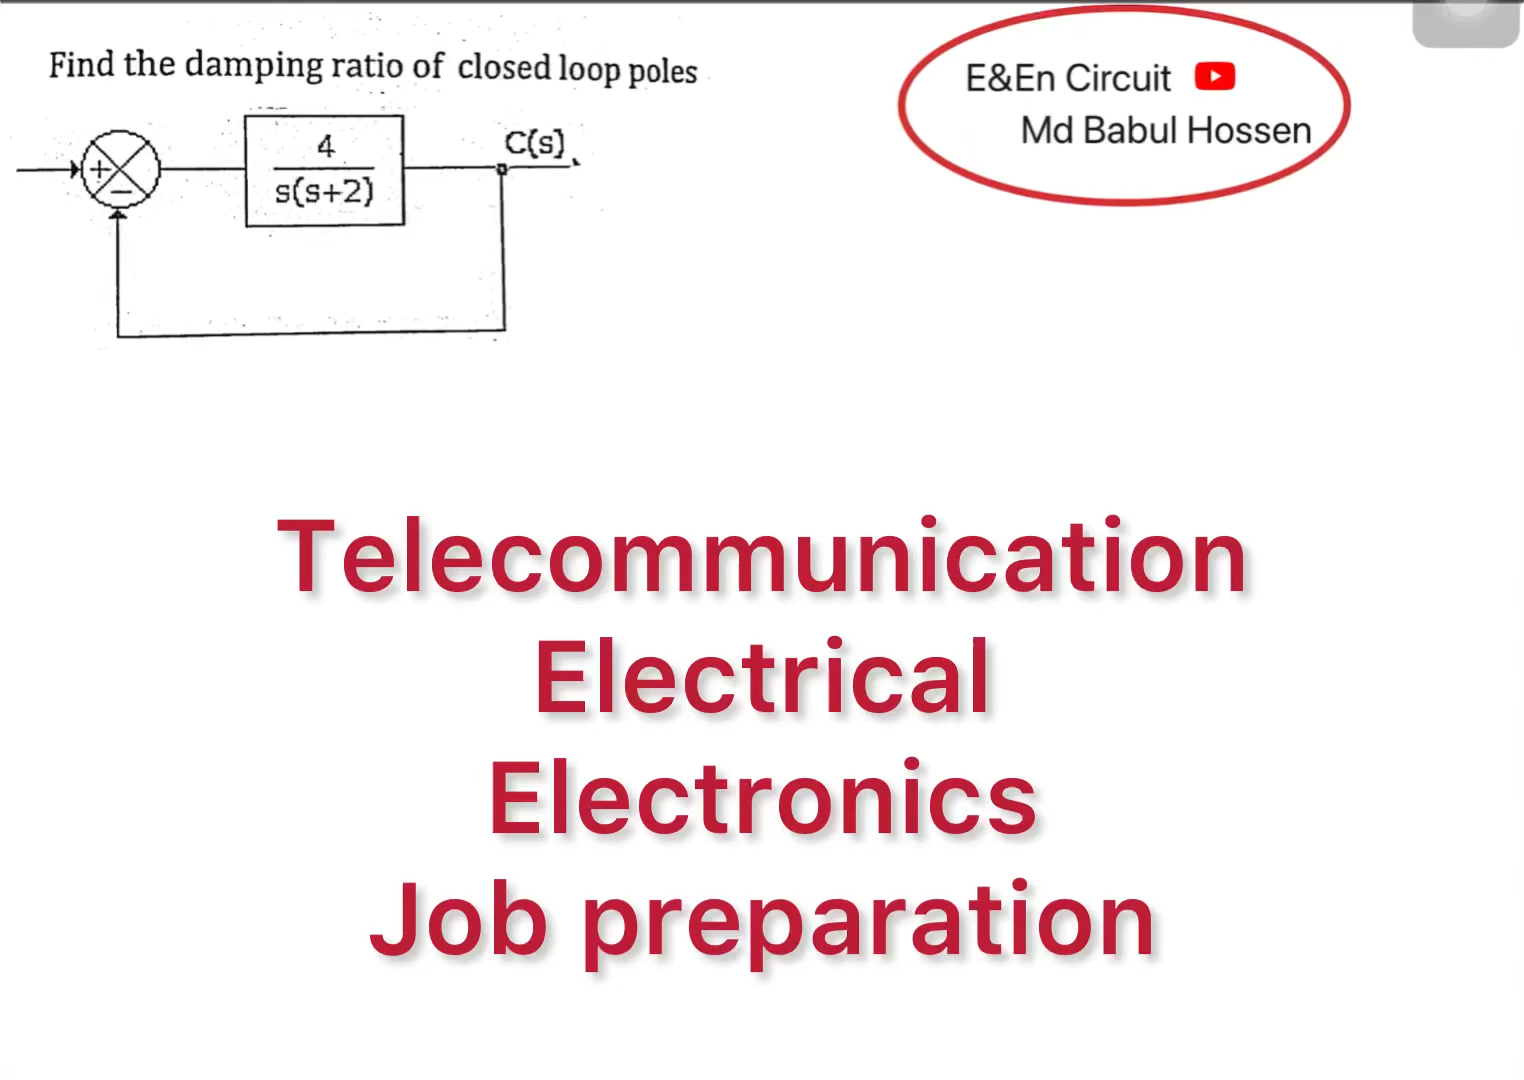 Find the damping ratio of closed loop poles
E&En Circuit
Md Babul Hossen
+
−
4
s(s+2)
C(s)
Telecommunication
Electrical
Electronics
Job preparation